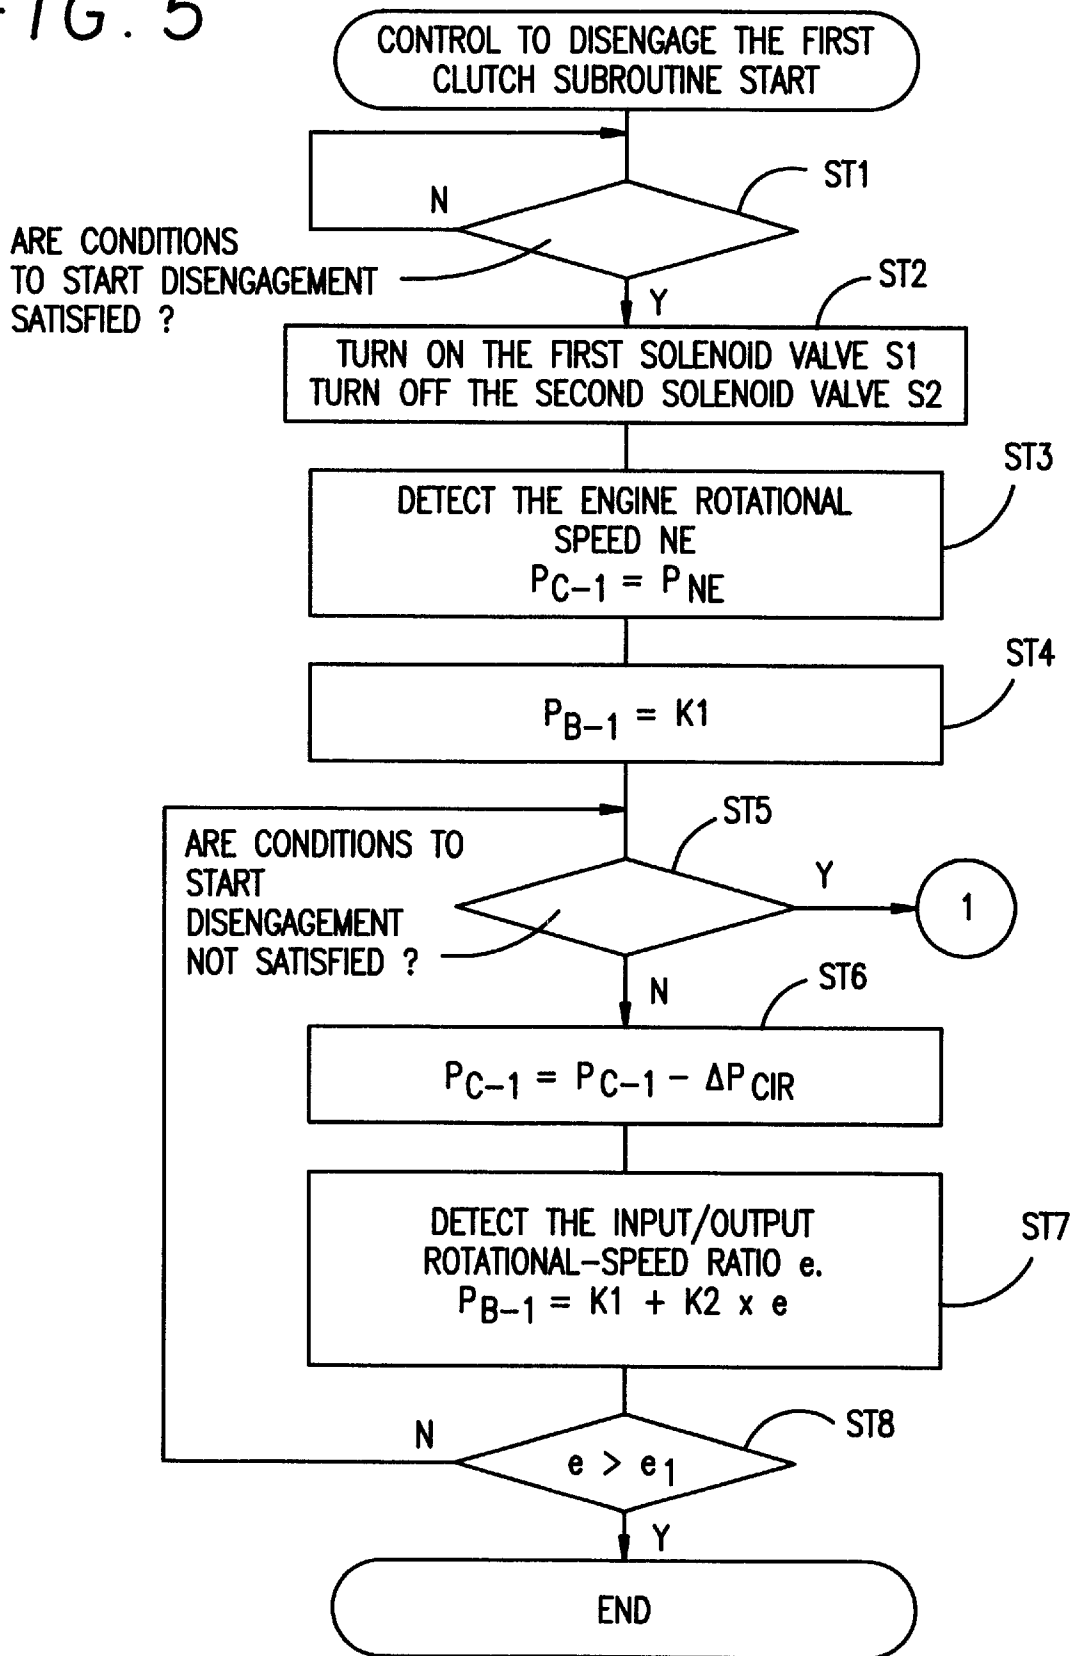 FIG. 5
CONTROL TO DISENGAGE THE FIRST
CLUTCH SUBROUTINE START
ST1
N
ARE CONDITIONS
TO START DISENGAGEMENT
SATISFIED ?
Y
ST2
TURN ON THE FIRST SOLENOID VALVE S1
TURN OFF THE SECOND SOLENOID VALVE S2
ST3
DETECT THE ENGINE ROTATIONAL
SPEED NE
PC-1 = PNE
ST4
PB-1 = K1
ST5
ARE CONDITIONS TO
START
DISENGAGEMENT
NOT SATISFIED ?
Y
1
N
ST6
PC-1 = PC-1 - ΔPCIR
ST7
DETECT THE INPUT/OUTPUT
ROTATIONAL-SPEED RATIO e.
PB-1 = K1 + K2 x e
ST8
N
e > e1
Y
END